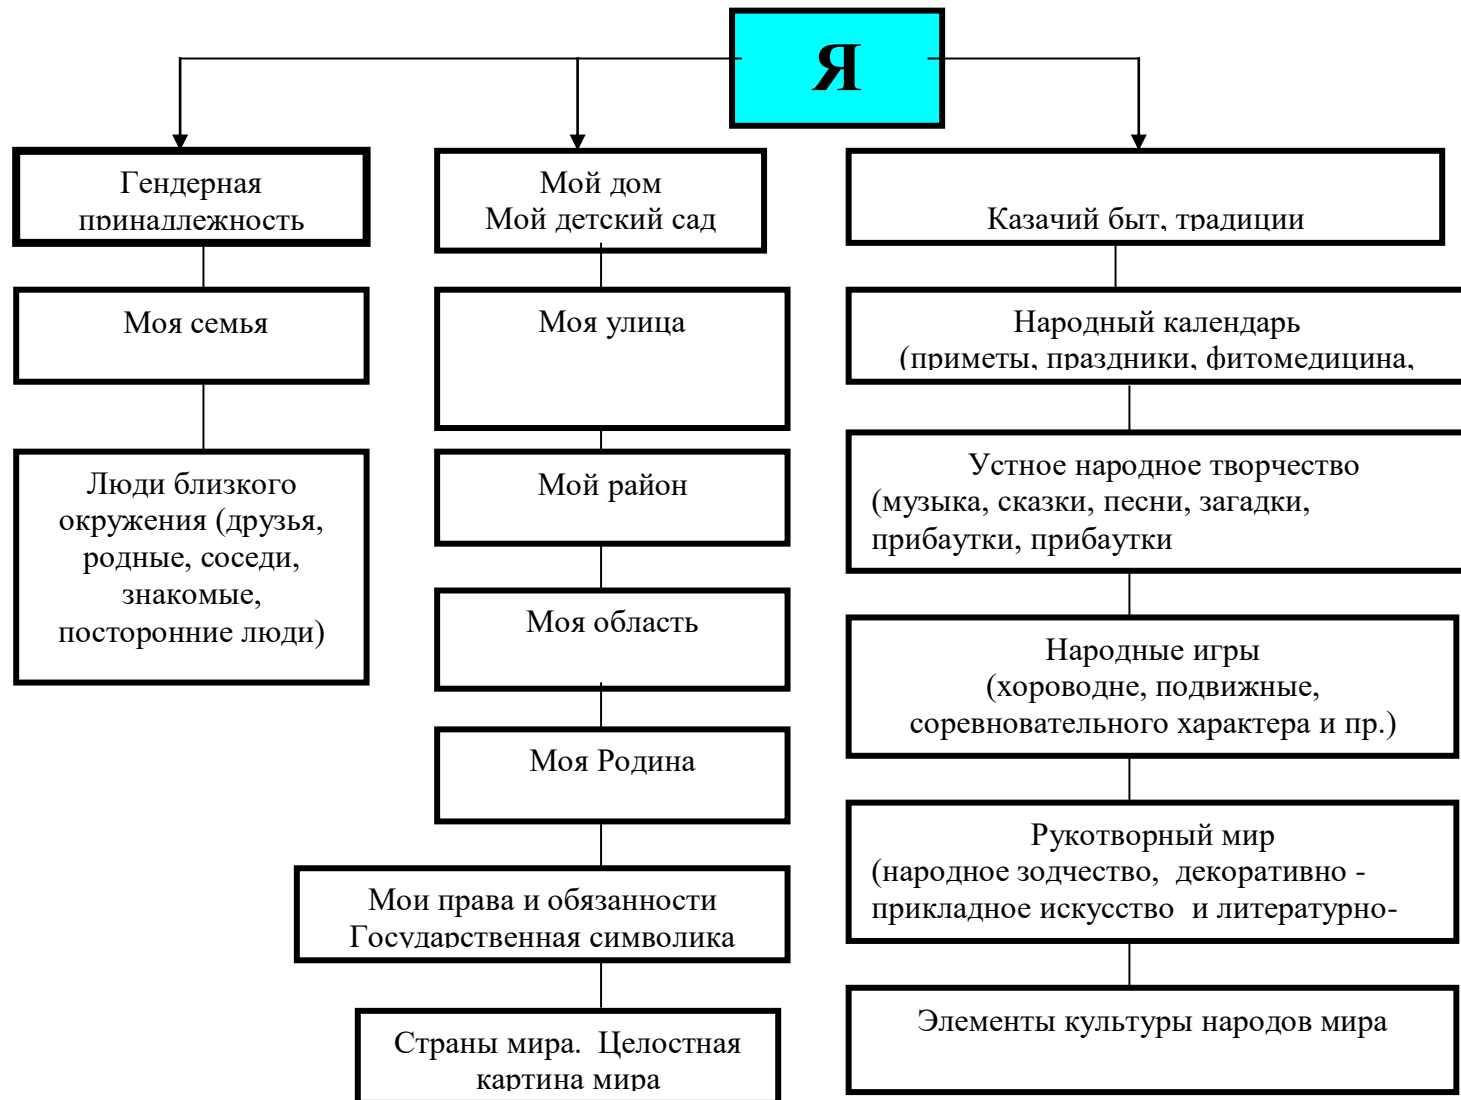 Я
Гендерная
принадлежность
Моя семья
Люди близкого
окружения (друзья,
родные, соседи,
знакомые,
посторонние люди)
Мой дом
Мой детский сад
Моя улица
Мой район
Моя область
Моя Родина
Мои права и обязанности
Государственная символика
Страны мира. Целостная
картина мира
Казачий быт, традиции
Народный календарь
(приметы, праздники, фитомедицина,
Устное народное творчество
(музыка, сказки, песни, загадки,
прибаутки, прибаутки
Народные игры
(хороводне, подвижные,
соревновательного характера и пр.)
Рукотворный мир
(народное зодчество, декоративно -
прикладное искусство и литературно-
Элементы культуры народов мира